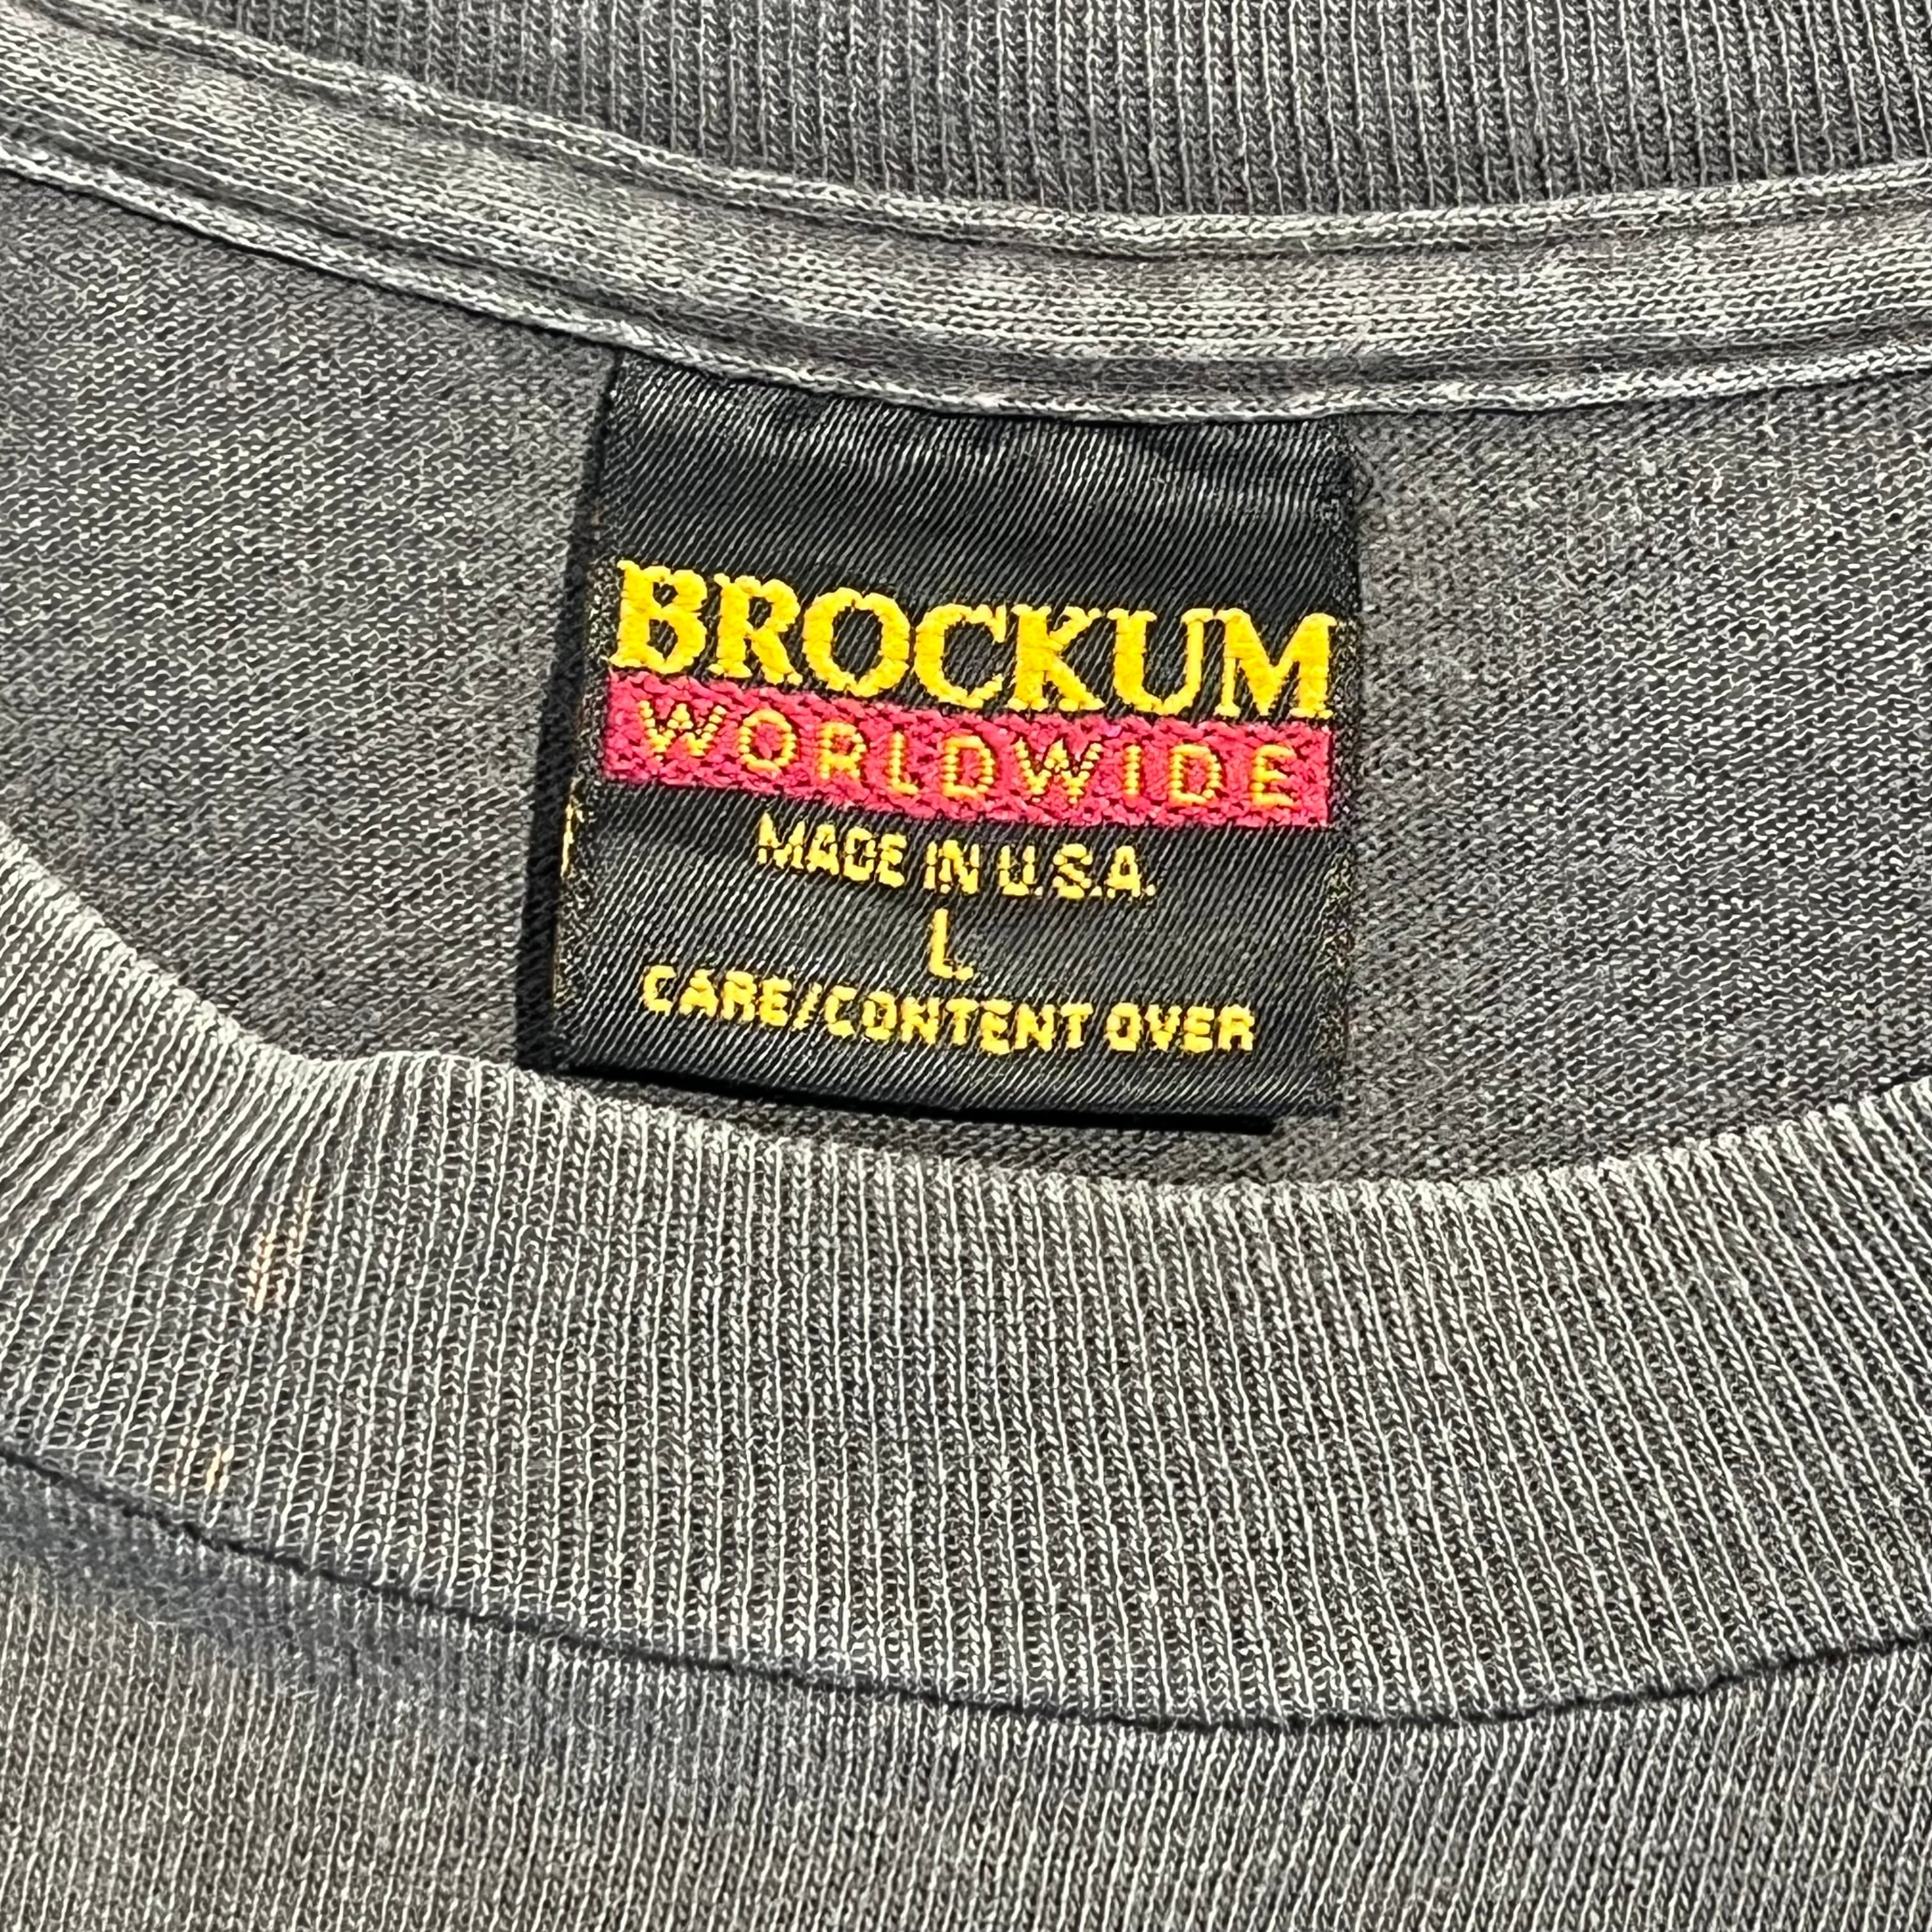 BROCKUM
WORLDWIDE
MADE IN U.S.A.
L
CARE/CONTENT OVER